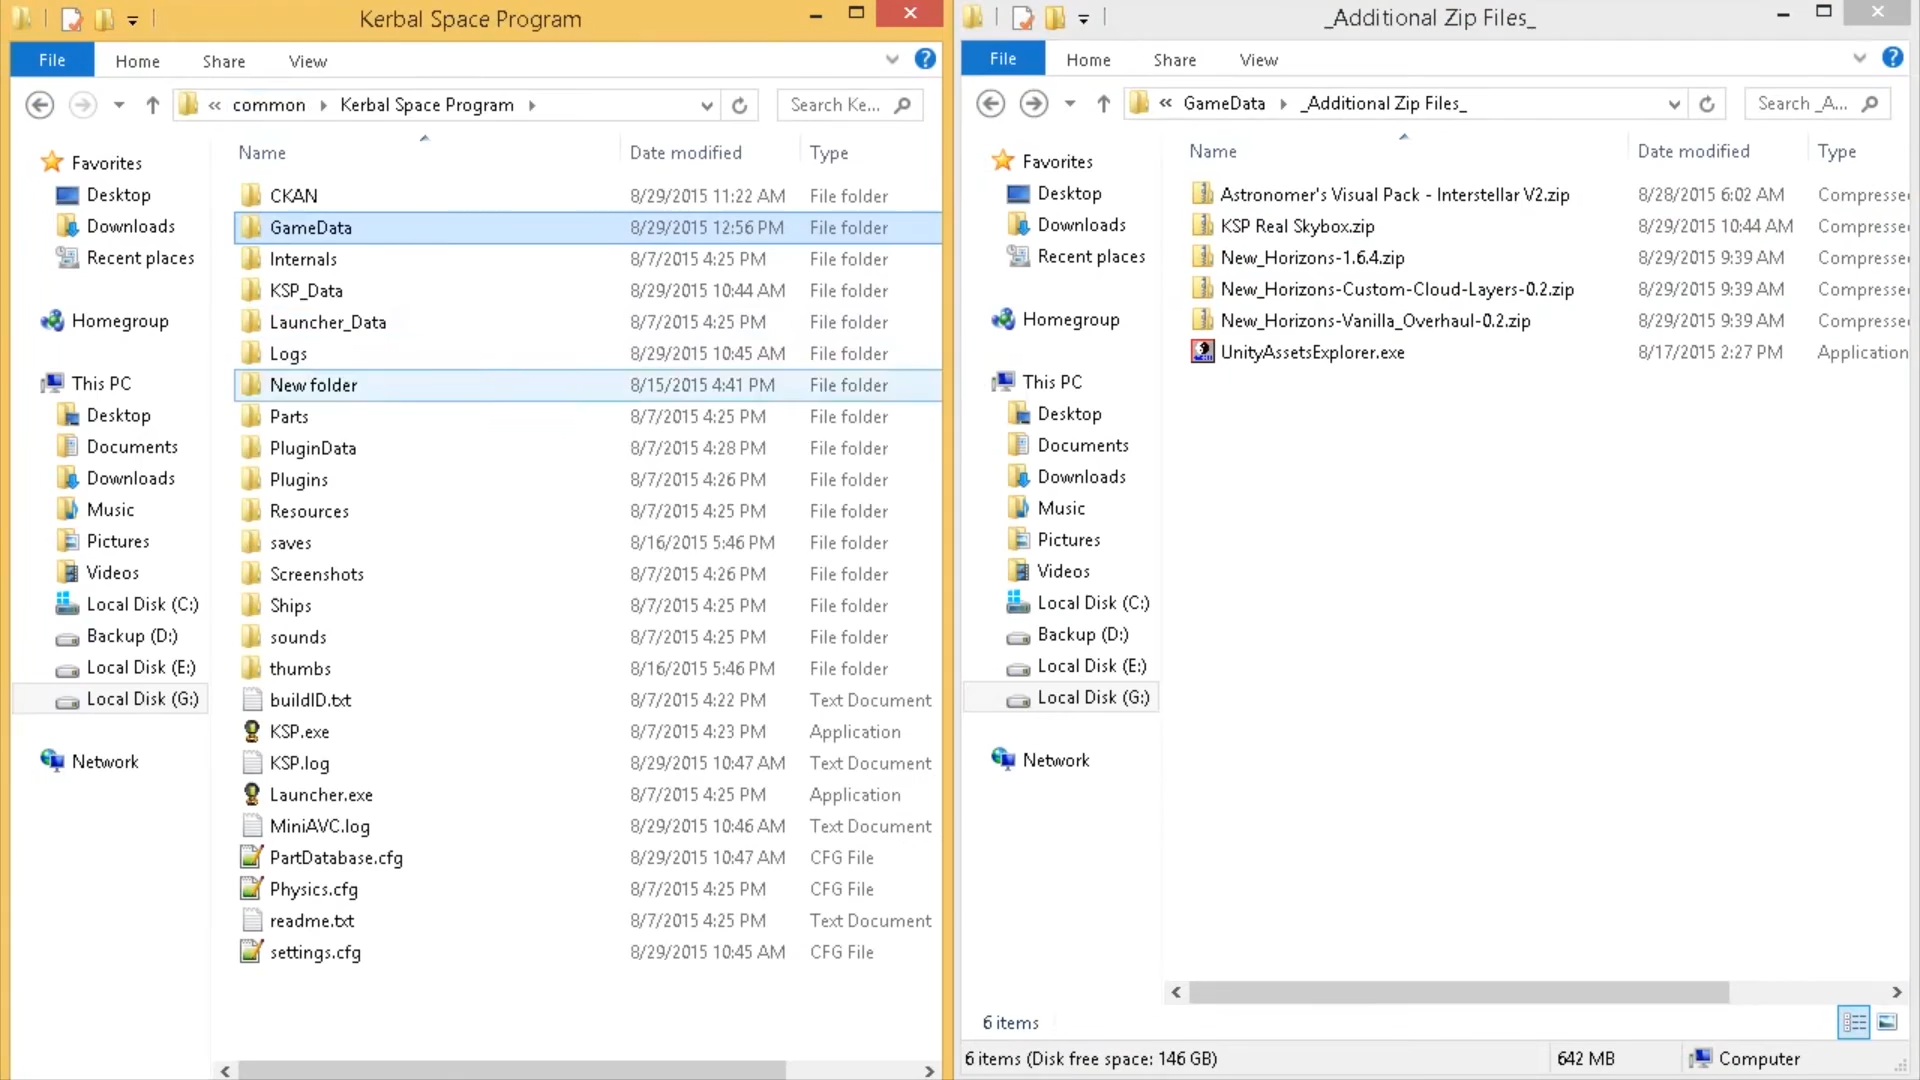 Kerbal Space Program
File Home Share View
« common Kerbal Space Program Search Ke...
Name Date modified Type
Favorites
Desktop
Downloads
Recent places
Homegroup
This PC
Desktop
Documents
Downloads
Music
Pictures
Videos
Local Disk (C:)
Backup (D:)
Local Disk (E:)
Local Disk (G:)
Network
CKAN 8/29/2015 11:22 AM File folder
GameData 8/29/2015 12:56 PM File folder
Internals 8/7/2015 4:25 PM File folder
KSP_Data 8/29/2015 10:44 AM File folder
Launcher_Data 8/7/2015 4:25 PM File folder
Logs 8/29/2015 10:45 AM File folder
New folder 8/15/2015 4:41 PM File folder
Parts 8/7/2015 4:25 PM File folder
PluginData 8/7/2015 4:28 PM File folder
Plugins 8/7/2015 4:26 PM File folder
Resources 8/7/2015 4:25 PM File folder
saves 8/16/2015 5:46 PM File folder
Screenshots 8/7/2015 4:26 PM File folder
Ships 8/7/2015 4:25 PM File folder
sounds 8/7/2015 4:25 PM File folder
thumbs 8/16/2015 5:46 PM File folder
buildID.txt 8/7/2015 4:22 PM Text Document
KSP.exe 8/7/2015 4:23 PM Application
KSP.log 8/29/2015 10:47 AM Text Document
Launcher.exe 8/7/2015 4:25 PM Application
MiniAVC.log 8/29/2015 10:46 AM Text Document
PartDatabase.cfg 8/29/2015 10:47 AM CFG File
Physics.cfg 8/7/2015 4:25 PM CFG File
readme.txt 8/7/2015 4:25 PM Text Document
settings.cfg 8/29/2015 10:45 AM CFG File
_Additional Zip Files_
File Home Share View
« GameData _Additional Zip Files_ Search _A...
Name Date modified Type
Favorites
Desktop
Downloads
Recent places
Homegroup
This PC
Desktop
Documents
Downloads
Music
Pictures
Videos
Local Disk (C:)
Backup (D:)
Local Disk (E:)
Local Disk (G:)
Network
Astronomer's Visual Pack - Interstellar V2.zip 8/28/2015 6:02 AM Compresse
KSP Real Skybox.zip 8/29/2015 10:44 AM Compresse
New_Horizons-1.6.4.zip 8/29/2015 9:39 AM Compresse
New_Horizons-Custom-Cloud-Layers-0.2.zip 8/29/2015 9:39 AM Compresse
New_Horizons-Vanilla_Overhaul-0.2.zip 8/29/2015 9:39 AM Compresse
UnityAssetsExplorer.exe 8/17/2015 2:27 PM Application
6 items
6 items (Disk free space: 146 GB) 642 MB Computer